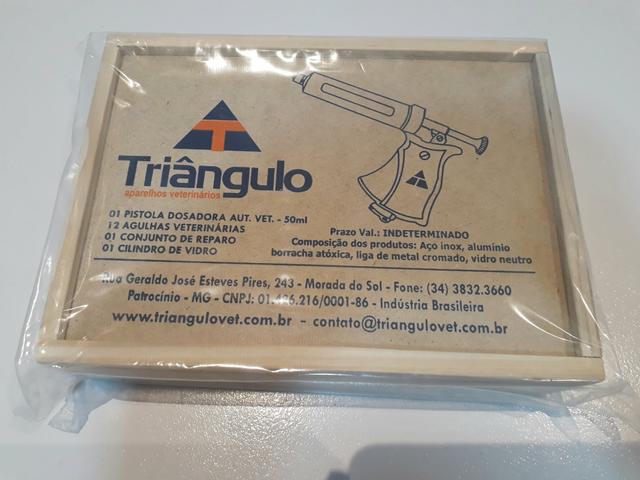 Triângulo
aparelhos veterinários
01 PISTOLA DOSADORA AUT. VET. - 50ml
12 AGULHAS VETERINÁRIAS
01 CONJUNTO DE REPARO
01 CILINDRO DE VIDRO
Prazo Val.: INDETERMINADO
Composição dos produtos: Aço inox, alumínio
borracha atóxica, liga de metal cromado, vidro neutro
Rua Geraldo José Esteves Pires, 243 - Morada do Sol - Fone: (34) 3832.3660
Patrocínio - MG - CNPJ: 01.486.216/0001-86 - Indústria Brasileira
www.triangulovet.com.br - contato@triangulovet.com.br